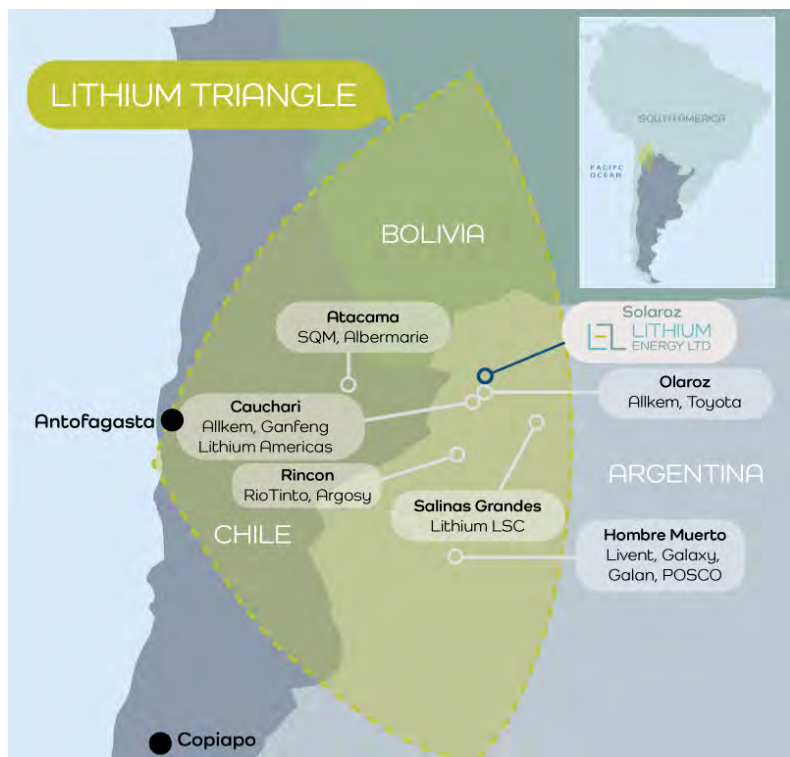 LITHIUM TRIANGLE
SOUTH AMERICA
PACIFIC
OCEAN
BOLIVIA
Atacama
SQM, Albermarie
Solaroz
LITHIUM
ENERGY LTD
Olaroz
Allkem, Toyota
Antofagasta
Cauchari
Allkem, Ganfeng
Lithium Americas
Rincon
RioTinto, Argosy
ARGENTINA
Salinas Grandes
Lithium LSC
CHILE
Hombre Muerto
Livent, Galaxy,
Galan, POSCO
Copiapo